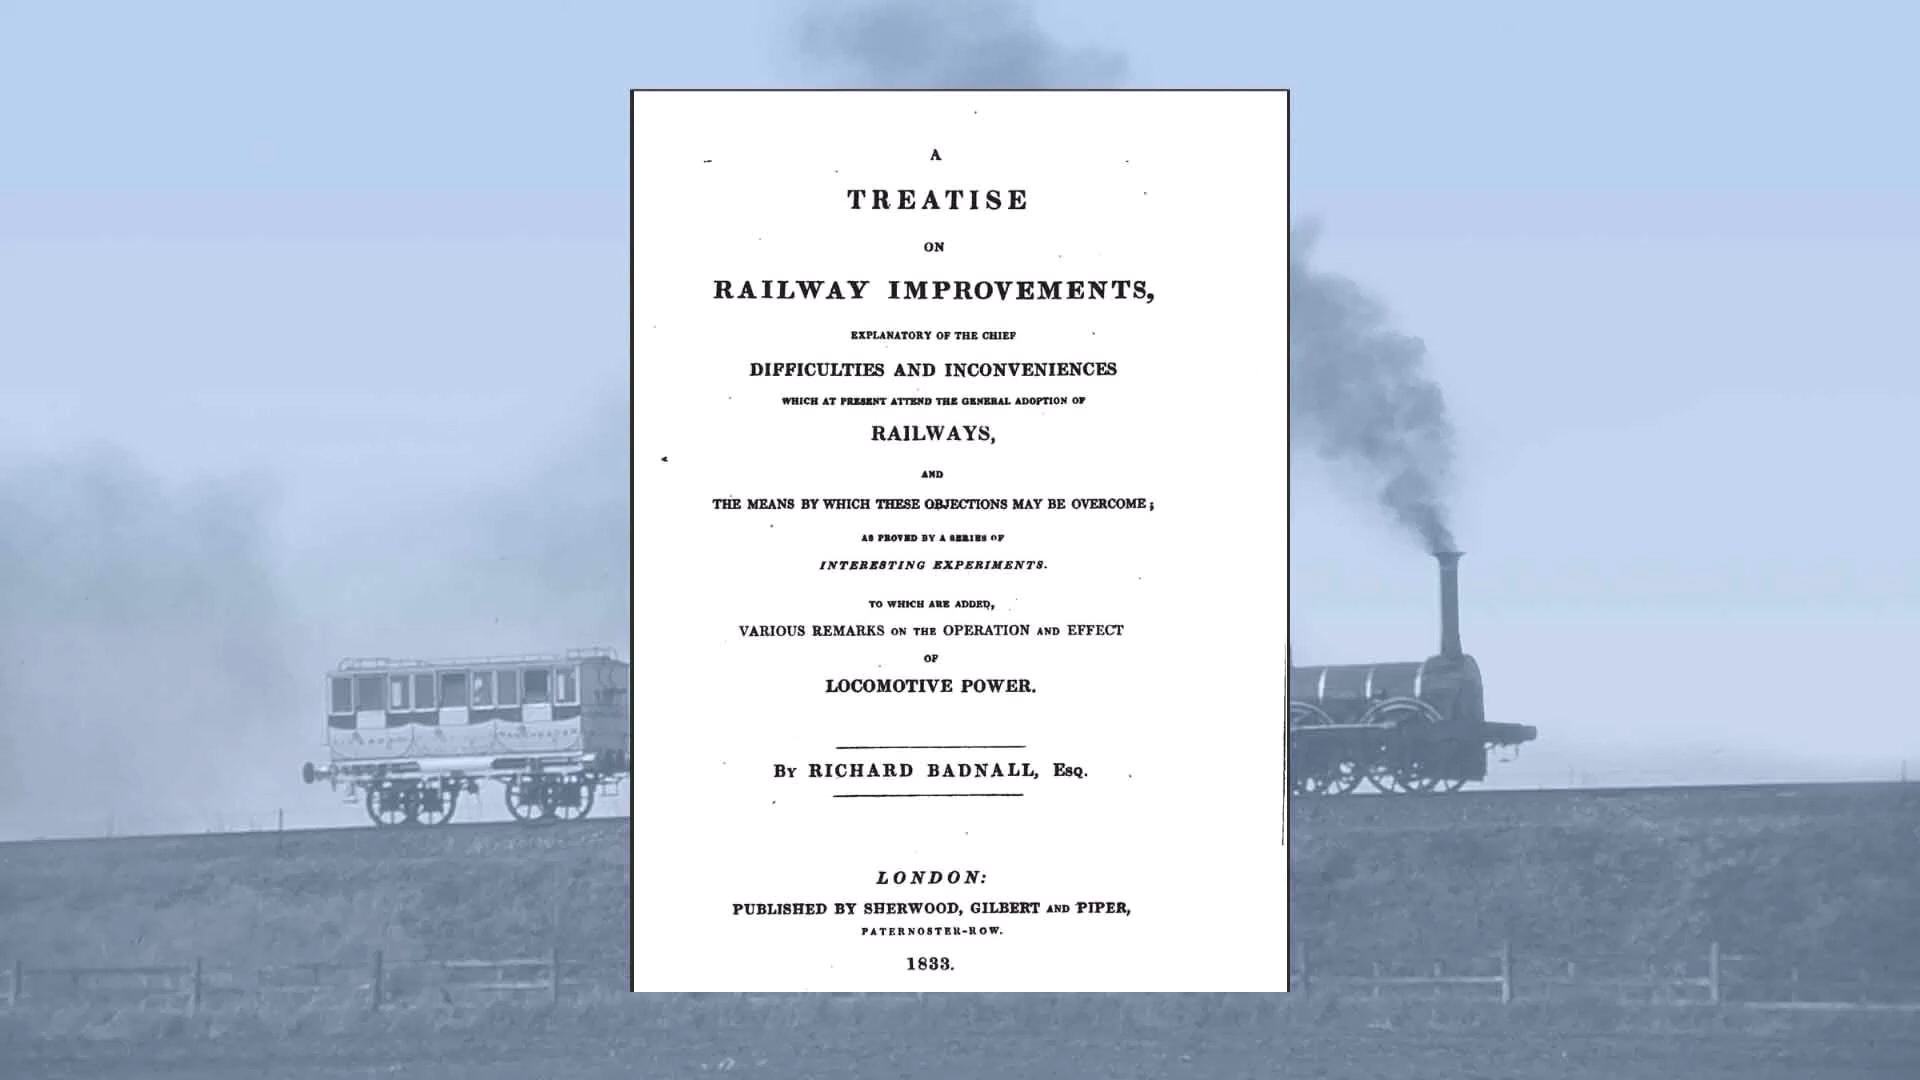 A
TREATISE
ON
RAILWAY IMPROVEMENTS,
EXPLANATORY OF THE CHIEF
DIFFICULTIES AND INCONVENIENCES
WHICH AT PRESENT ATTEND THE GENERAL ADOPTION OF
RAILWAYS,
AND
THE MEANS BY WHICH THESE OBJECTIONS MAY BE OVERCOME;
AS PROVED BY A SERIES OF
INTERESTING EXPERIMENTS.
TO WHICH ARE ADDED,
VARIOUS REMARKS ON THE OPERATION AND EFFECT
OF
LOCOMOTIVE POWER.
By RICHARD BADNALL, Esq.
LONDON:
PUBLISHED BY SHERWOOD, GILBERT AND PIPER,
PATERNOSTER-ROW.
1833.